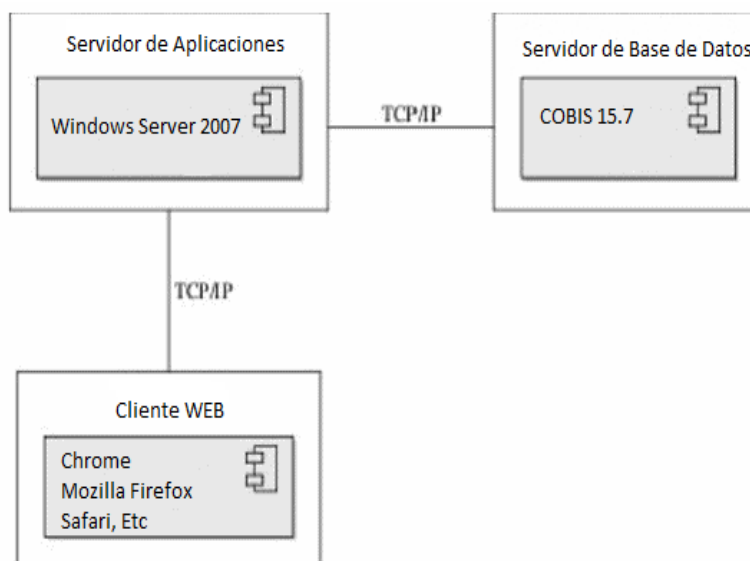 Servidor de Aplicaciones
Windows Server 2007
TCP/IP
Servidor de Base de Datos
COBIS 15.7
TCP/IP
Cliente WEB
Chrome
Mozilla Firefox
Safari, Etc